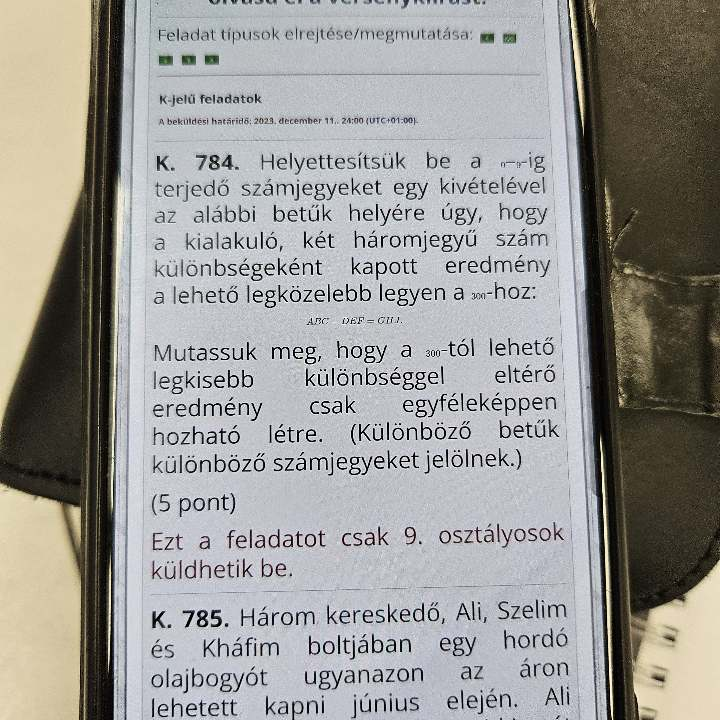 Feladat típusok elrejtése/megmutatása:
K-jelű feladatok
A beküldési határidő: 2023. december 11.. 24:00 (UTC+01:00).
K. 784. Helyettesítsük be a
terjedő számjegyeket egy kivételével
az alábbi betűk helyére úgy, hogy
a kialakuló, két háromjegyű szám
különbségeként kapott eredmény
a lehető legközelebb legyen a 300-hoz:
ABC DEF =
Mutassuk meg, hogy a 300-tól lehető
legkisebb különbséggel eltérő
eredmény csak egyféleképpen
hozható létre. (Különböző betűk
különböző számjegyeket jelölnek.)
(5 pont)
Ezt a feladatot csak 9. osztályosok
küldhetik be.
K. 785. Három kereskedő, Ali, Szelim
és Kháfim boltjában egy hordó
olajbogyót ugyanazon az áron
lehetett kapni június elején. Ali